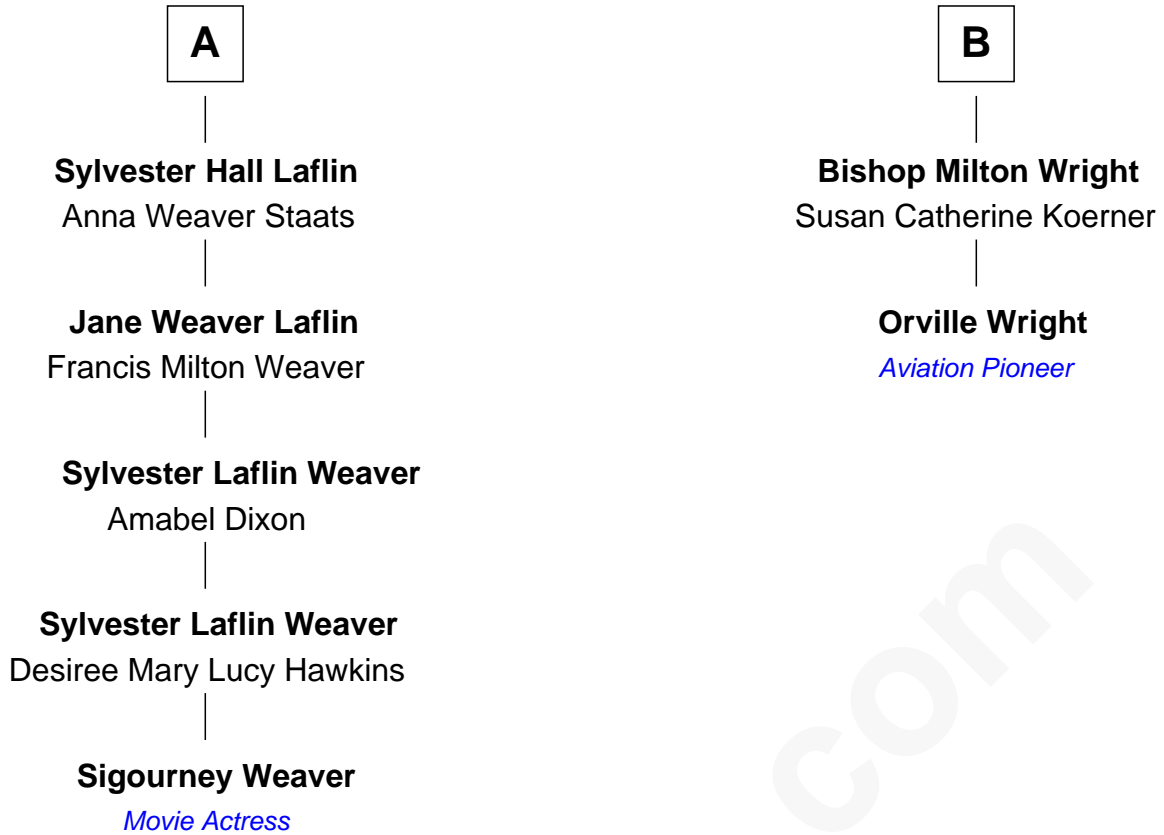 A
Sylvester Hall Laflin
Anna Weaver Staats
Jane Weaver Laflin
Francis Milton Weaver
Sylvester Laflin Weaver
Amabel Dixon
Sylvester Laflin Weaver
Desiree Mary Lucy Hawkins
Sigourney Weaver
Movie Actress
B
Bishop Milton Wright
Susan Catherine Koerner
Orville Wright
Aviation Pioneer
com